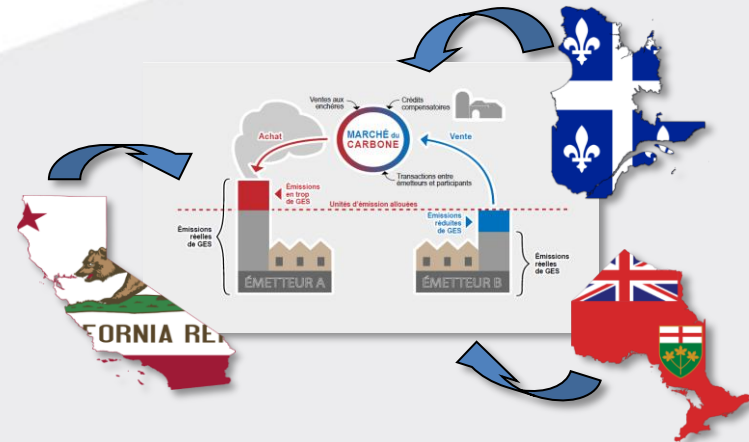 Ventes aux
enchères
Crédits
compensatoires
Achat
MARCHÉ du
CARBONE
Vente
Transactions entre
émetteurs et participants
Émissions
en trop
de GES
Unités d'émission allouées
Émissions
réduites
de GES
Émissions
réelles
de GES
Émissions
réelles
de GES
ÉMETTEUR A
ÉMETTEUR B
FORNIA RE